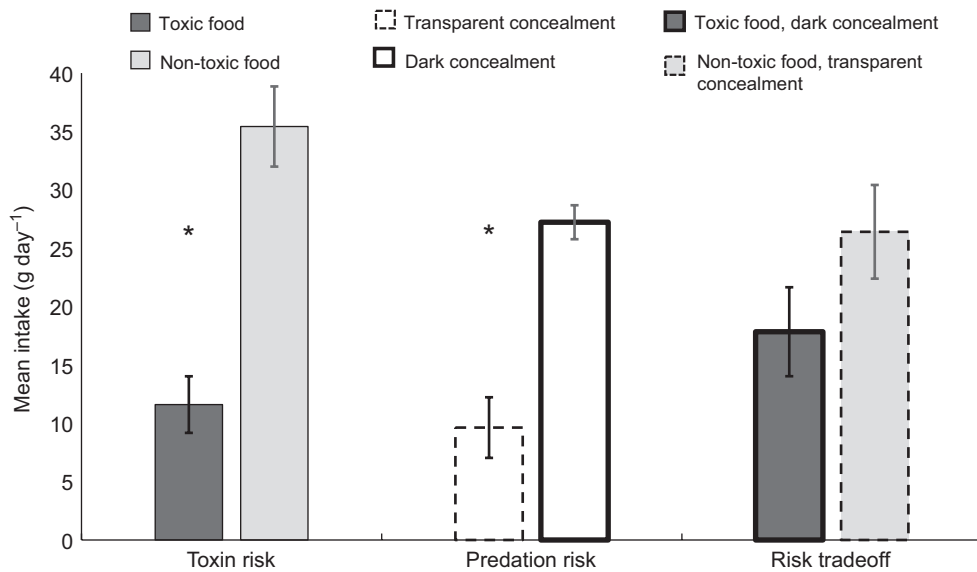 Toxic food
Non-toxic food
Transparent concealment
Dark concealment
Toxic food, dark concealment
Non-toxic food, transparent
concealment
Mean intake (g day⁻¹)
40
35
30
25
20
15
10
5
0
*
*
Toxin risk
Predation risk
Risk tradeoff